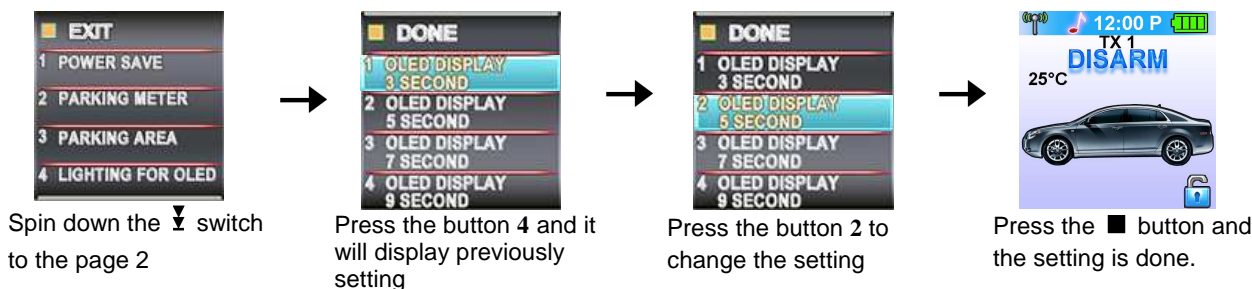 EXIT
1 POWER SAVE
2 PARKING METER
3 PARKING AREA
4 LIGHTING FOR OLED
Spin down the switch
to the page 2
DONE
1 OLED DISPLAY
3 SECOND
2 OLED DISPLAY
5 SECOND
3 OLED DISPLAY
7 SECOND
4 OLED DISPLAY
9 SECOND
Press the button 4 and it
will display previously
setting
DONE
1 OLED DISPLAY
3 SECOND
2 OLED DISPLAY
5 SECOND
3 OLED DISPLAY
7 SECOND
4 OLED DISPLAY
9 SECOND
Press the button 2 to
change the setting
12:00 P
TX 1
DISARM
25°C
Press the ■ button and
the setting is done.